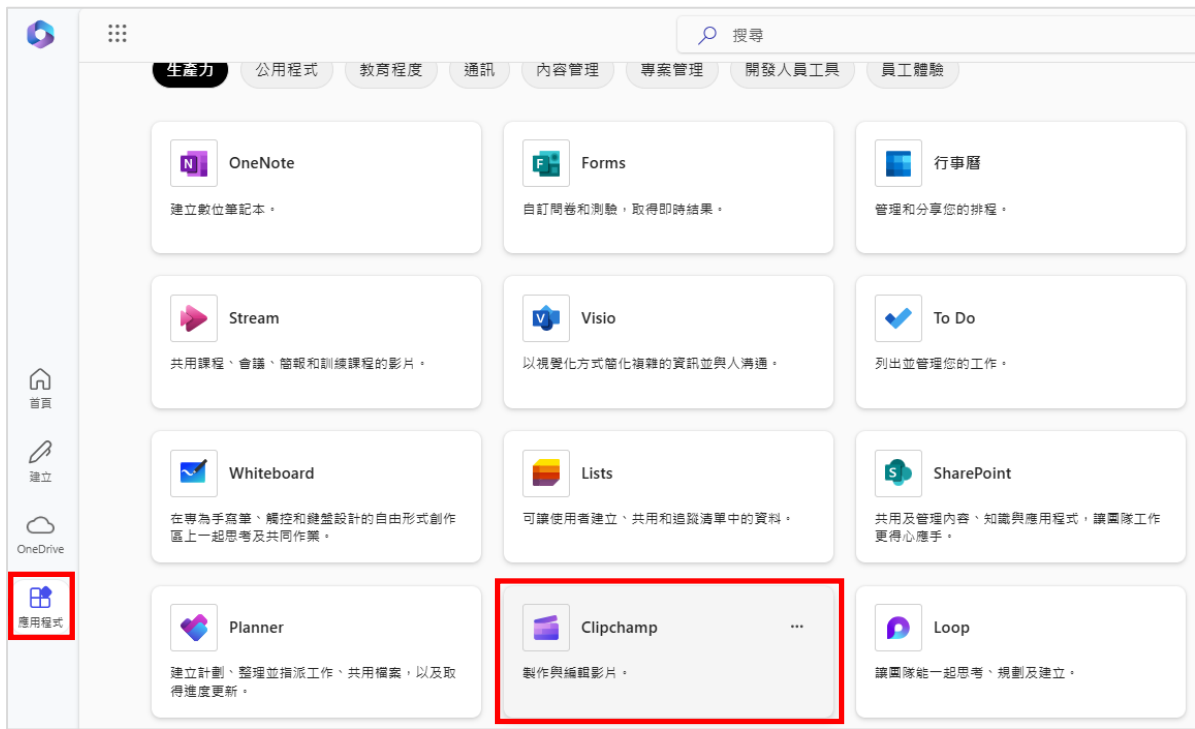 搜尋
生產力 公用程式 教育程度 通訊 內容管理 專案管理 開發人員工具 員工體驗
OneNote
建立數位筆記本。
Forms
自訂問卷和測驗，取得即時結果。
行事曆
管理和分享您的排程。
Stream
共用課程、會議、簡報和訓練課程的影片。
Visio
以視覺化方式簡化複雜的資訊並與人溝通。
To Do
列出並管理您的工作。
Whiteboard
在專為手寫筆、觸控和鍵盤設計的自由形式創作
區上一起思考及共同作業。
Lists
可讓使用者建立、共用和追蹤清單中的資料。
SharePoint
共用及管理內容、知識與應用程式，讓團隊工作
更得心應手。
Planner
建立計劃、整理並指派工作、共用檔案，以及取
得進度更新。
Clipchamp
製作與編輯影片。
Loop
讓團隊能一起思考、規劃及建立。
首頁
建立
OneDrive
應用程式